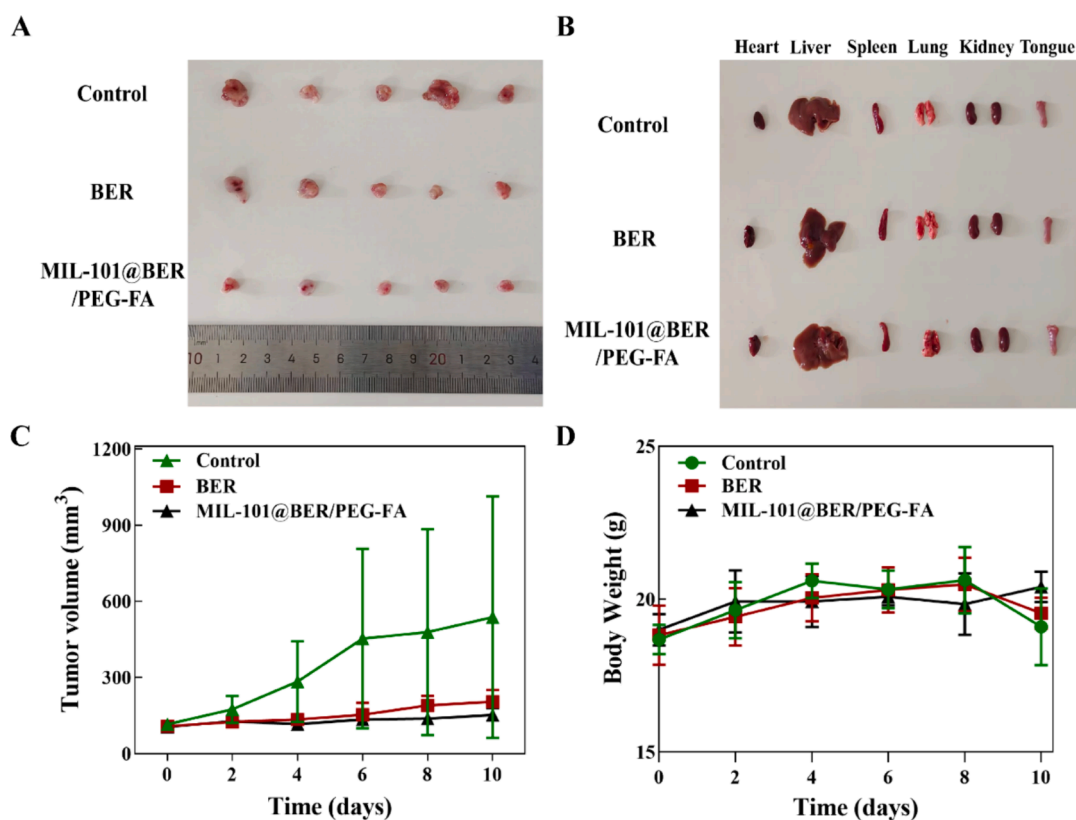 A
Control
BER
MIL-101@BER
/PEG-FA
10 1 2 3 4 6 7 8 9 20 1 2 3 4
B
Heart Liver Spleen Lung Kidney Tongue
Control
BER
MIL-101@BER
/PEG-FA
C
1200
900
600
300
0
Tumor volume (mm³)
Control
BER
MIL-101@BER/PEG-FA
0 2 4 6 8 10
Time (days)
D
25
20
15
Body Weight (g)
Control
BER
MIL-101@BER/PEG-FA
0 2 4 6 8 10
Time (days)